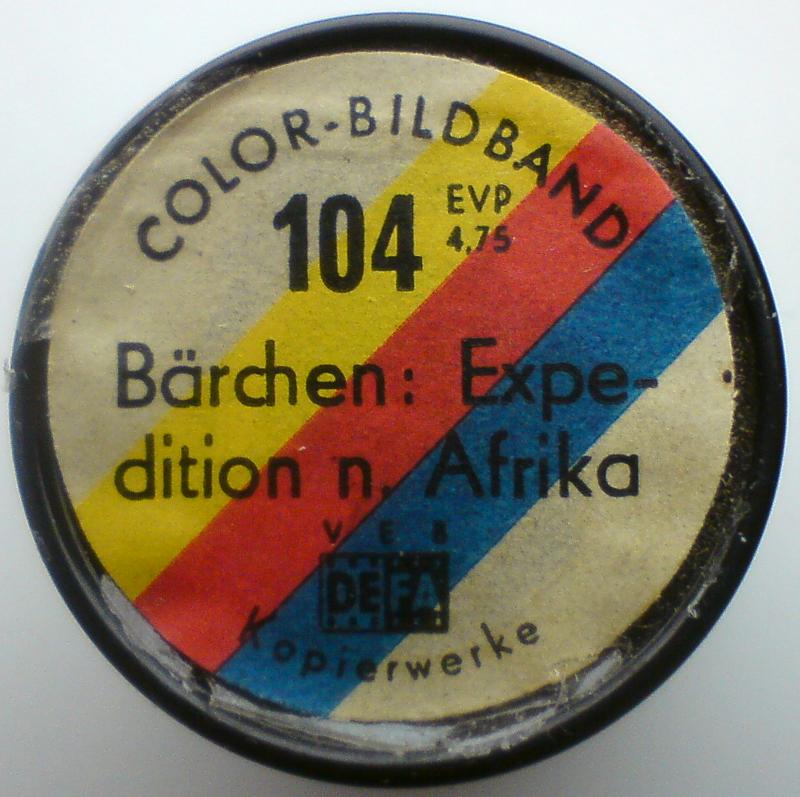 COLOR-BILDBAND
104
EVP
4,75
Bärchen: Expe-
dition n. Afrika
VEB
DEFA
Kopierwerke